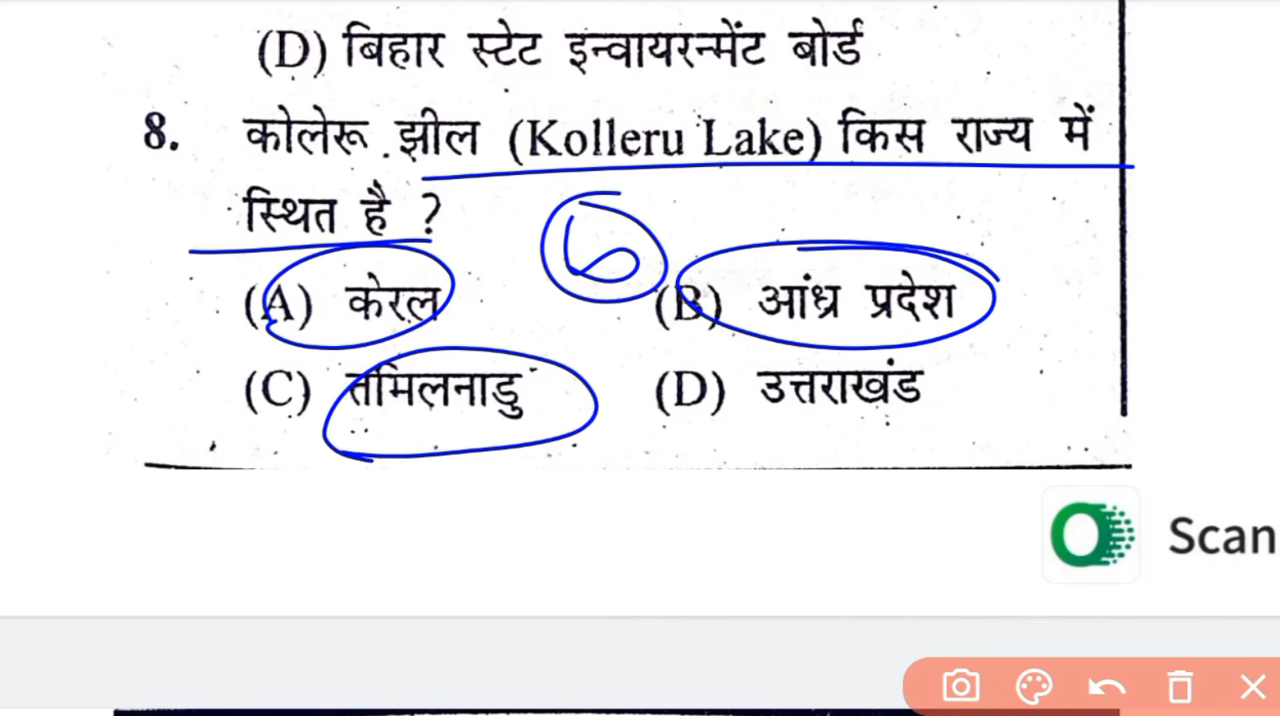 (D) बिहार स्टेट इन्वायरन्मेंट बोर्ड
8. कोलेरू झील (Kolleru Lake) किस राज्य में
स्थित है ?
(A) केरल (B) आंध्र प्रदेश
(C) तमिलनाडु (D) उत्तराखंड
Scan